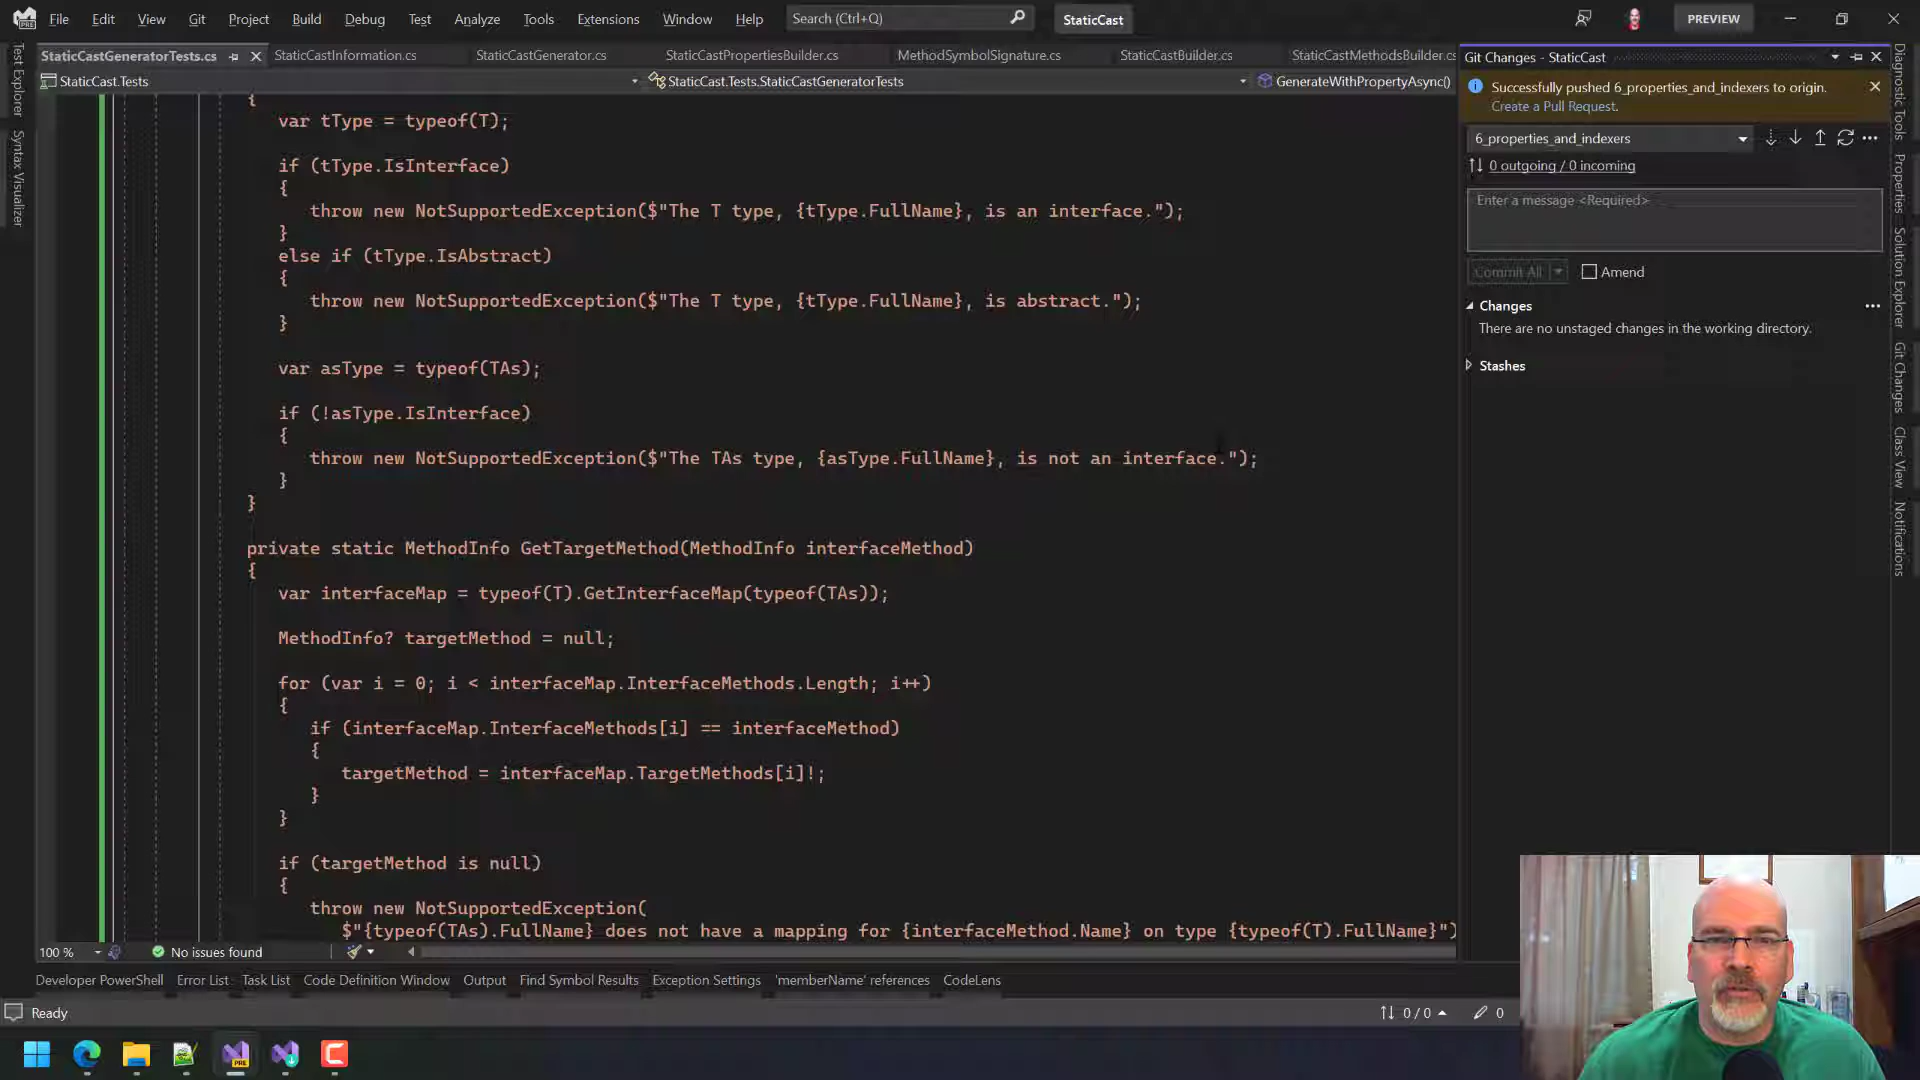 File Edit View Git Project Build Debug Test Analyze Tools Extensions Window Help Search (Ctrl+Q) StaticCast PREVIEW
StaticCastGeneratorTests.cs StaticCastInformation.cs StaticCastGenerator.cs StaticCastPropertiesBuilder.cs MethodSymbolSignature.cs StaticCastBuilder.cs StaticCastMethodsBuilder.cs
StaticCast.Tests StaticCast.Tests.StaticCastGeneratorTests GenerateWithPropertyAsync()
Test Explorer
Syntax Visualizer
{
var tType = typeof(T);
if (tType.IsInterface)
{
throw new NotSupportedException($"The T type, {tType.FullName}, is an interface.");
}
else if (tType.IsAbstract)
{
throw new NotSupportedException($"The T type, {tType.FullName}, is abstract.");
}
var asType = typeof(TAs);
if (!asType.IsInterface)
{
throw new NotSupportedException($"The TAs type, {asType.FullName}, is not an interface.");
}
}
private static MethodInfo GetTargetMethod(MethodInfo interfaceMethod)
{
var interfaceMap = typeof(T).GetInterfaceMap(typeof(TAs));
MethodInfo? targetMethod = null;
for (var i = 0; i < interfaceMap.InterfaceMethods.Length; i++)
{
if (interfaceMap.InterfaceMethods[i] == interfaceMethod)
{
targetMethod = interfaceMap.TargetMethods[i]!;
}
}
if (targetMethod is null)
{
throw new NotSupportedException(
$"{typeof(TAs).FullName} does not have a mapping for {interfaceMethod.Name} on type {typeof(T).FullName}")
100 % No issues found
Git Changes - StaticCast
Successfully pushed 6_properties_and_indexers to origin.
Create a Pull Request.
6_properties_and_indexers
0 outgoing / 0 incoming
Enter a message <Required>
Commit All Amend
Changes
There are no unstaged changes in the working directory.
Stashes
Diagnostic Tools
Properties
Solution Explorer
Git Changes
Class View
Notifications
Developer PowerShell Error List Task List Code Definition Window Output Find Symbol Results Exception Settings 'memberName' references CodeLens
Ready 0 / 0 0
PRE